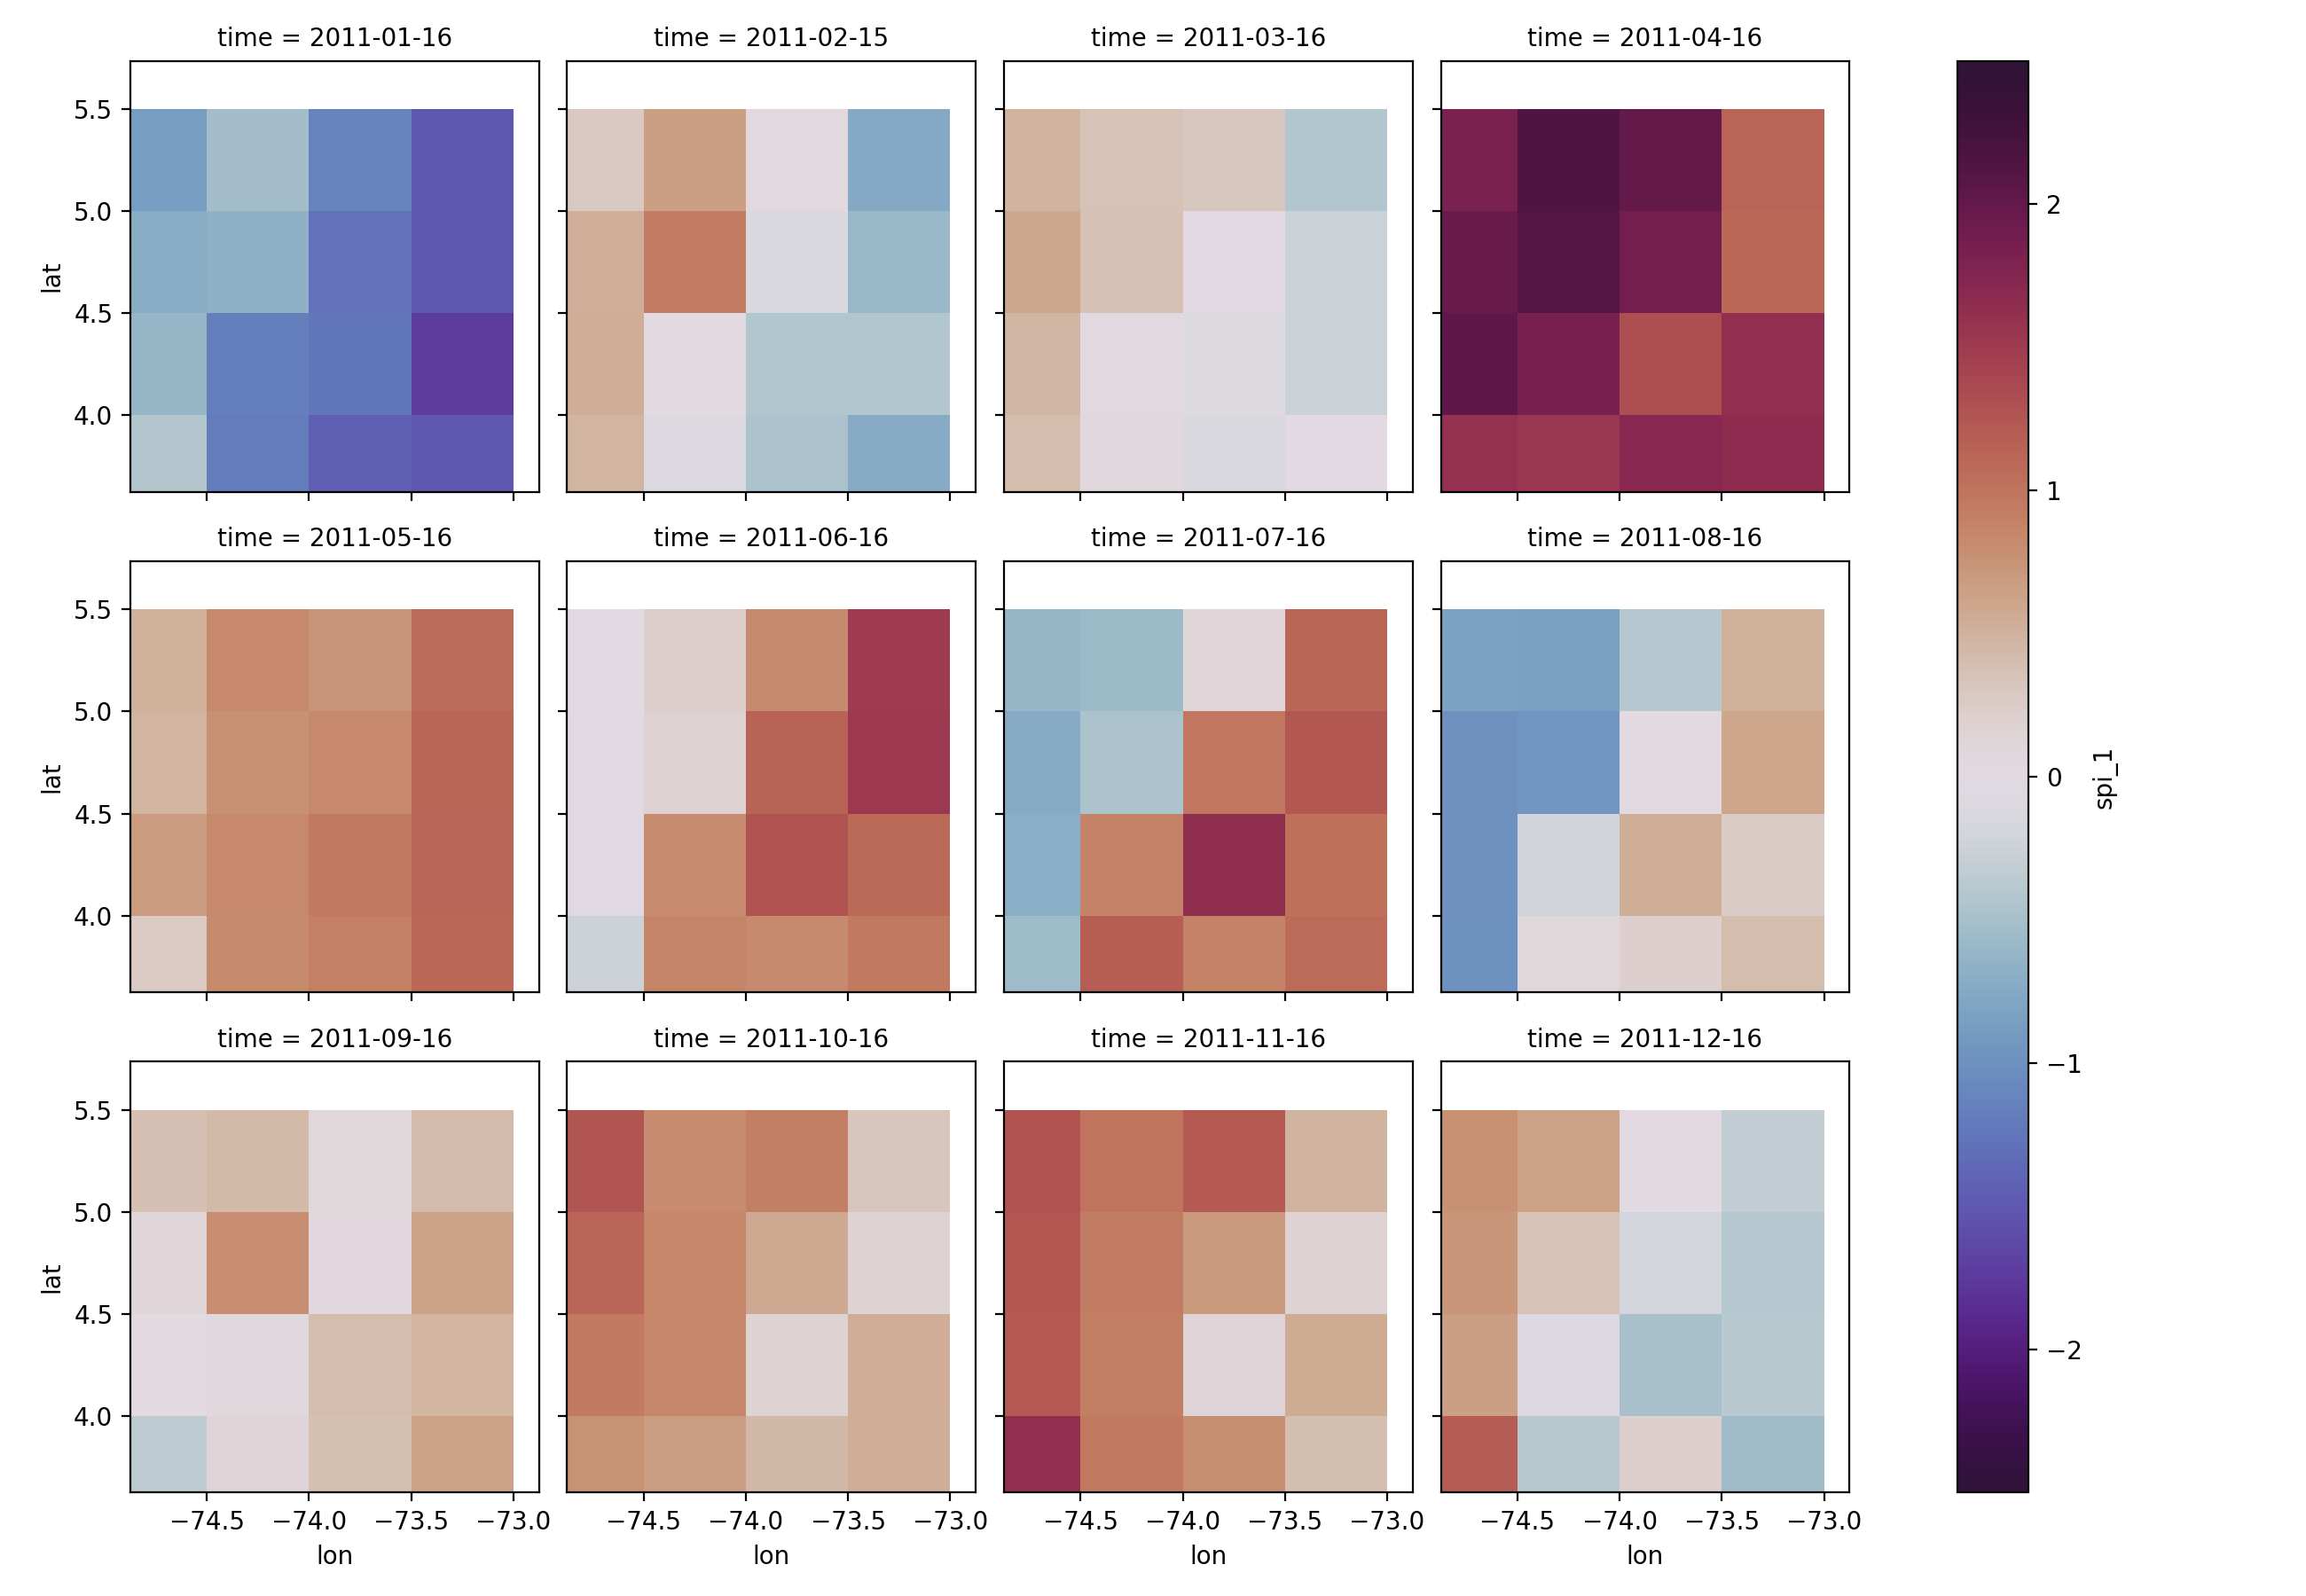 time = 2011-01-16
time = 2011-02-15
time = 2011-03-16
time = 2011-04-16
5.5
5.0
4.5
4.0
lat
time = 2011-05-16
time = 2011-06-16
time = 2011-07-16
time = 2011-08-16
5.5
5.0
4.5
4.0
lat
time = 2011-09-16
time = 2011-10-16
time = 2011-11-16
time = 2011-12-16
5.5
5.0
4.5
4.0
lat
−74.5 −74.0 −73.5 −73.0
−74.5 −74.0 −73.5 −73.0
−74.5 −74.0 −73.5 −73.0
−74.5 −74.0 −73.5 −73.0
lon
lon
lon
lon
2
1
0
−1
−2
spi_1